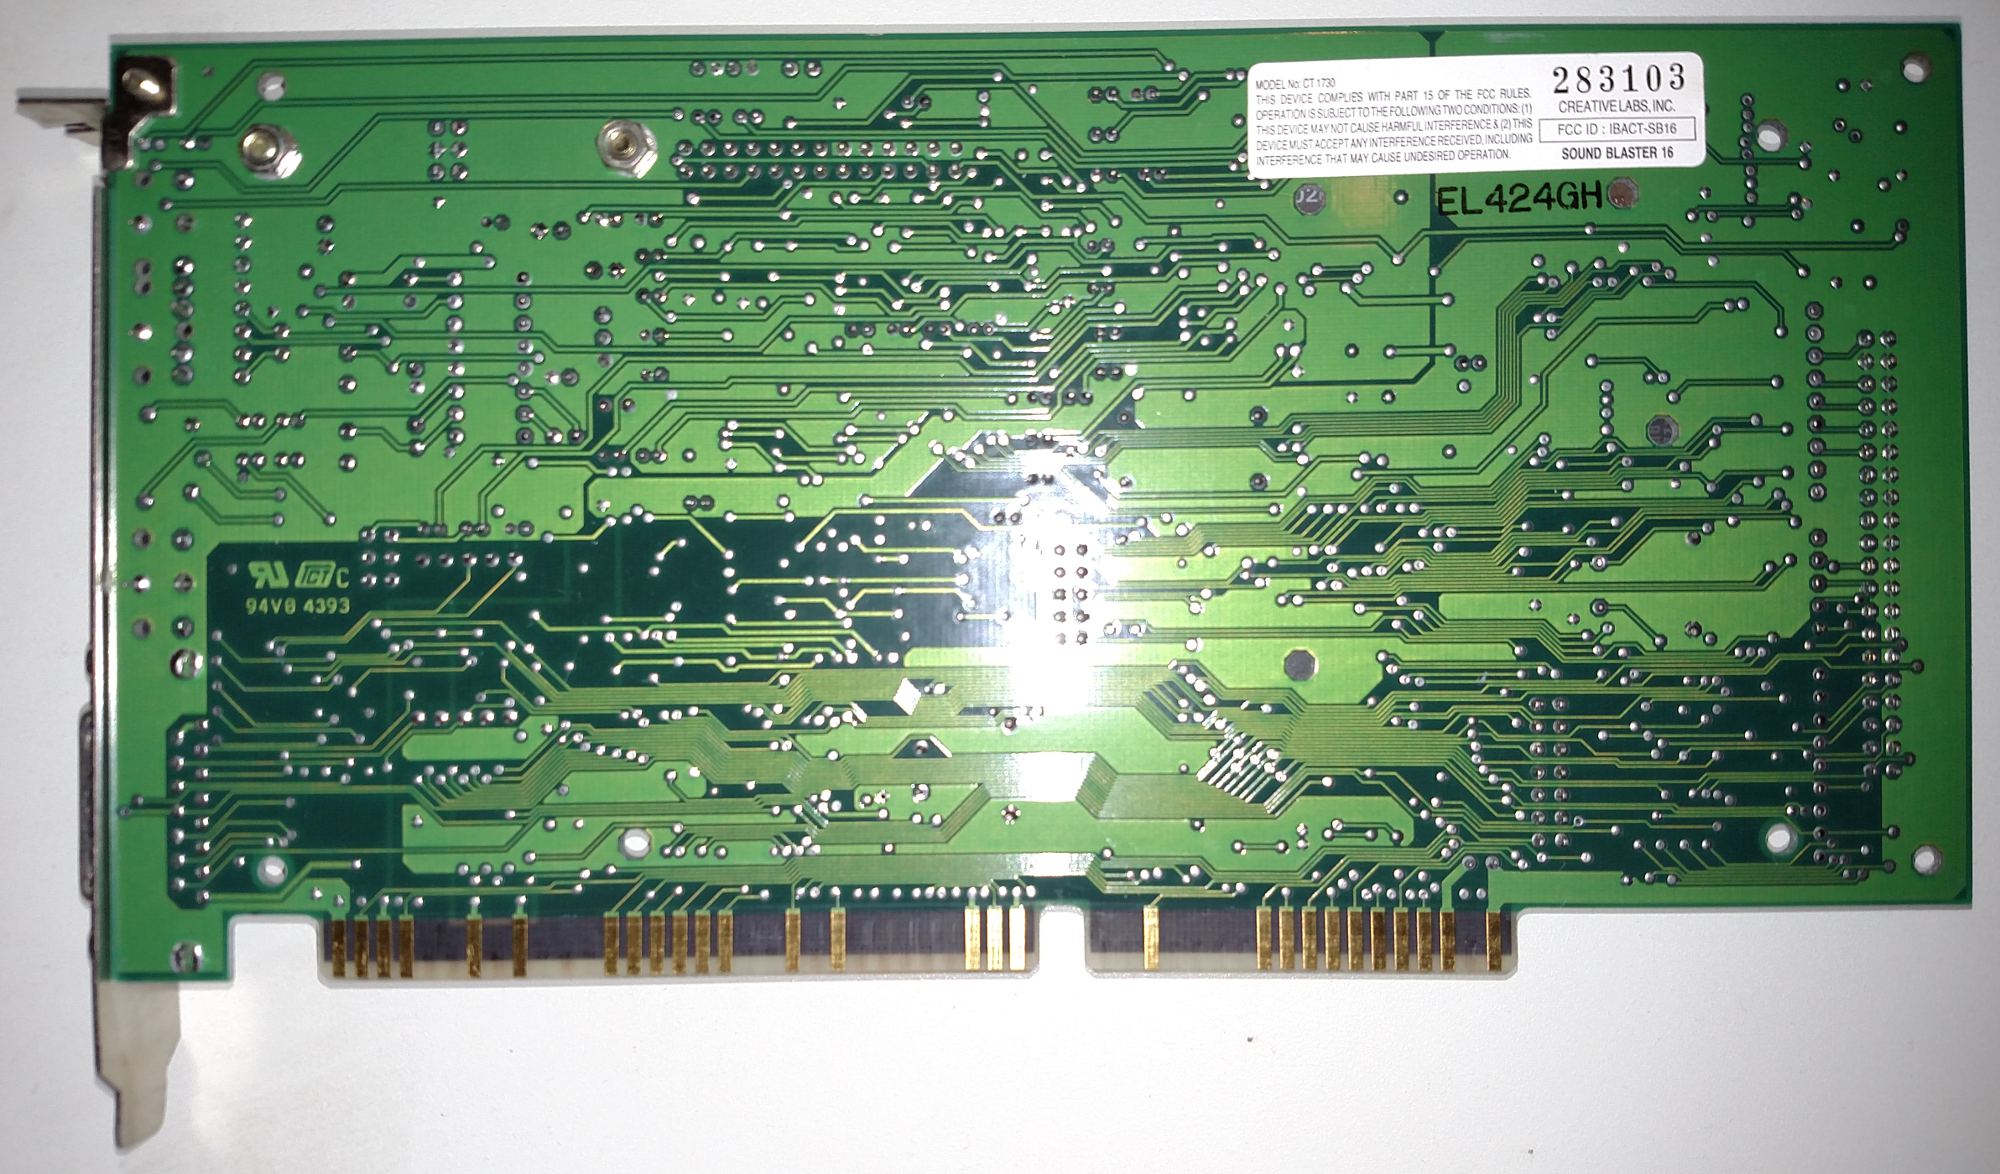 MODEL No: CT 1730
THIS DEVICE COMPLIES WITH PART 15 OF THE FCC RULES.
OPERATION IS SUBJECT TO THE FOLLOWING TWO CONDITIONS: (1)
THIS DEVICE MAY NOT CAUSE HARMFUL INTERFERENCE & (2) THIS
DEVICE MUST ACCEPT ANY INTERFERENCE RECEIVED, INCLUDING
INTERFERENCE THAT MAY CAUSE UNDESIRED OPERATION.
283103
CREATIVE LABS, INC.
FCC ID : IBACT-SB16
SOUND BLASTER 16
EL424GH
ICT C
94V0 4393